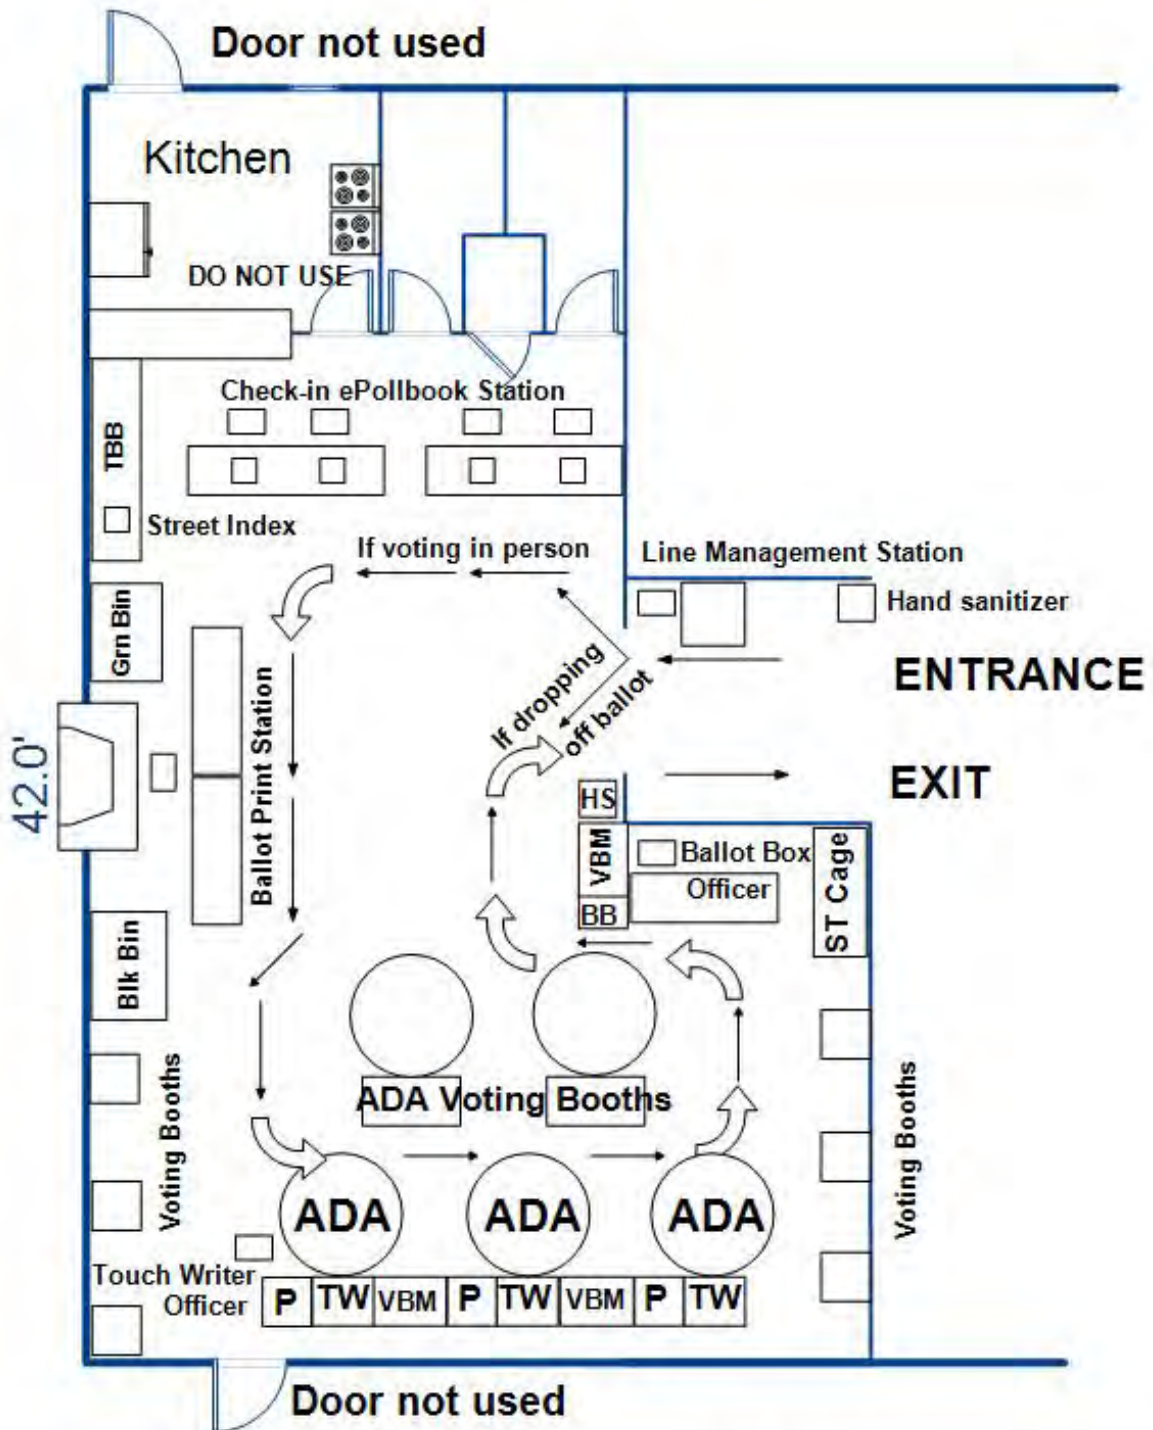 Door not used
Kitchen
DO NOT USE
Check-in ePollbook Station
TBB
Street Index
If voting in person
Line Management Station
Hand sanitizer
Grn Bin
ENTRANCE
If dropping
off ballot
42.0'
Ballot Print Station
EXIT
HS
VBM
BB
Ballot Box
Officer
ST Cage
Blk Bin
Voting Booths
ADA Voting Booths
Voting Booths
ADA
ADA
ADA
Touch Writer
Officer
P
TW
VBM
P
TW
VBM
P
TW
Door not used